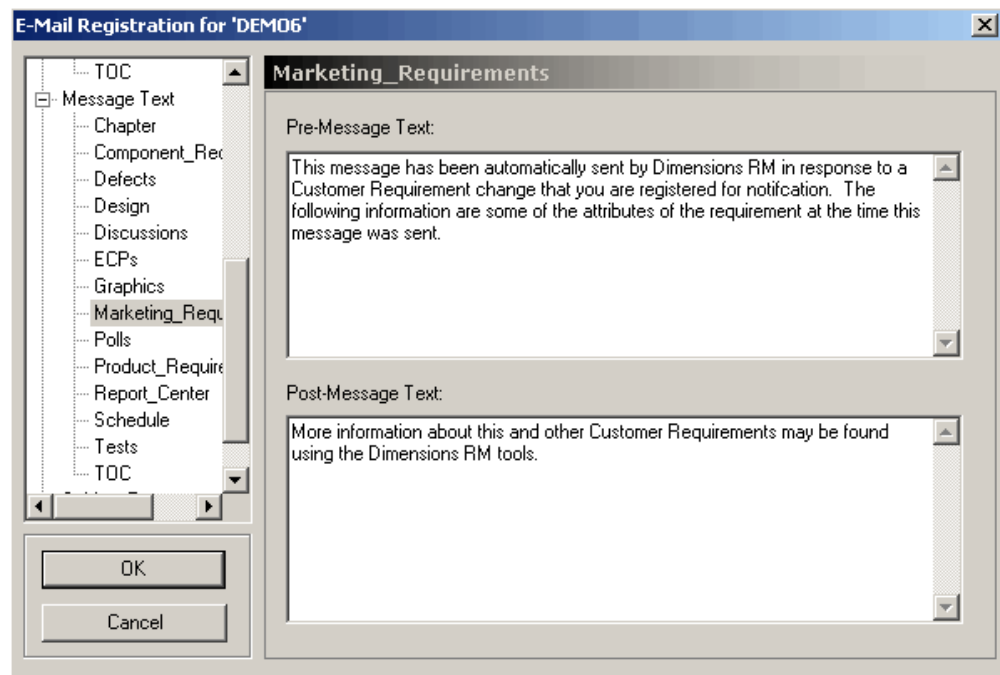 E-Mail Registration for 'DEMO6'
TOC
Message Text
Chapter
Component_Rec
Defects
Design
Discussions
ECPs
Graphics
Marketing_Requ
Polls
Product_Require
Report_Center
Schedule
Tests
TOC
OK
Cancel
Marketing_Requirements
Pre-Message Text:
This message has been automatically sent by Dimensions RM in response to a
Customer Requirement change that you are registered for notifcation. The
following information are some of the attributes of the requirement at the time this
message was sent.
Post-Message Text:
More information about this and other Customer Requirements may be found
using the Dimensions RM tools.